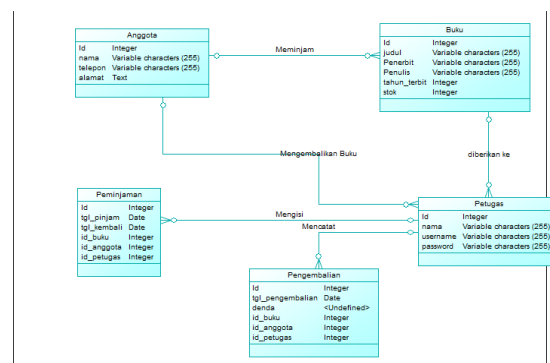 Anggota
Id Integer
nama Variable characters (255)
telepon Variable characters (255)
alamat Text
Meminjam
Buku
Id Integer
judul Variable characters (255)
Penerbit Variable characters (255)
Penulis Variable characters (255)
tahun_terbit Integer
stok Integer
Mengembalikan Buku
diberikan ke
Peminjaman
Id Integer
tgl_pinjam Date
tgl_kembali Date
id_buku Integer
id_anggota Integer
id_petugas Integer
Mengisi
Mencatat
Petugas
Id Integer
nama Variable characters (255)
username Variable characters (255)
password Variable characters (255)
Pengembalian
Id Integer
tgl_pengembalian Date
denda <Undefined>
id_buku Integer
id_anggota Integer
id_petugas Integer